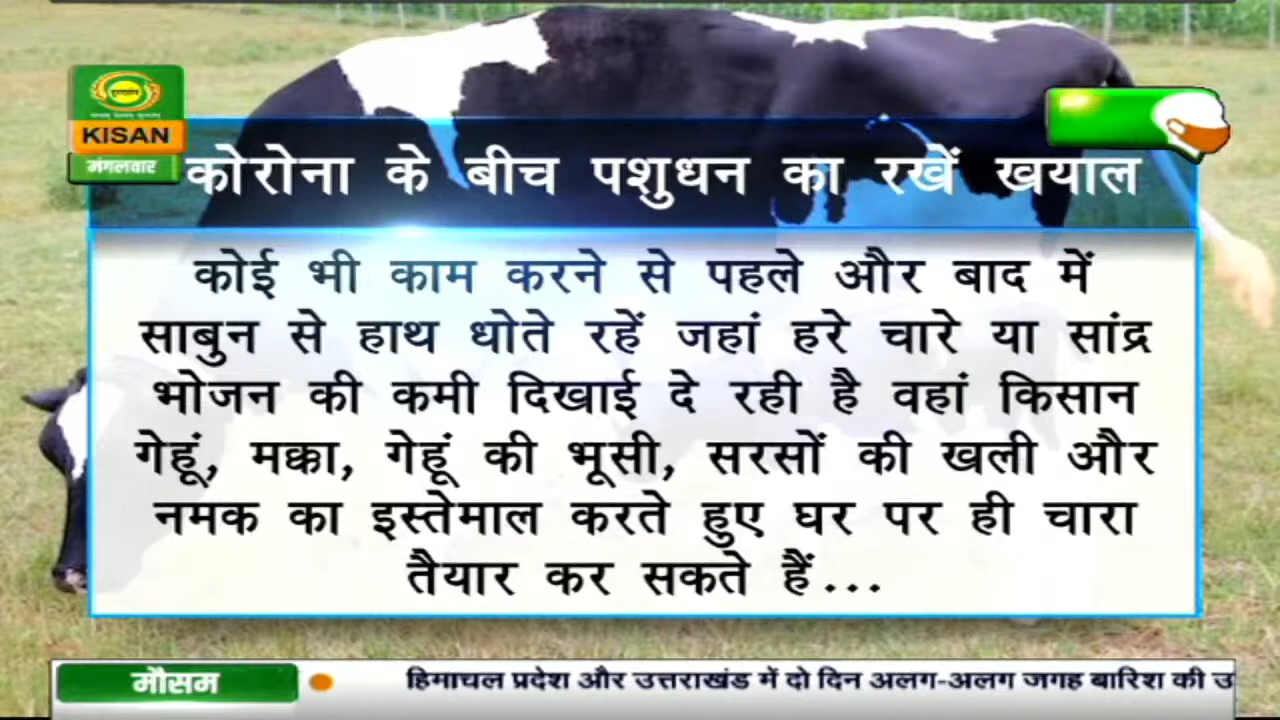 KISAN
मंगलवार
कोरोना के बीच पशुधन का रखें खयाल
कोई भी काम करने से पहले और बाद में
साबुन से हाथ धोते रहें जहां हरे चारे या सांद्र
भोजन की कमी दिखाई दे रही है वहां किसान
गेहूं, मक्का, गेहूं की भूसी, सरसों की खली और
नमक का इस्तेमाल करते हुए घर पर ही चारा
तैयार कर सकते हैं...
मौसम
हिमाचल प्रदेश और उत्तराखंड में दो दिन अलग-अलग जगह बारिश की